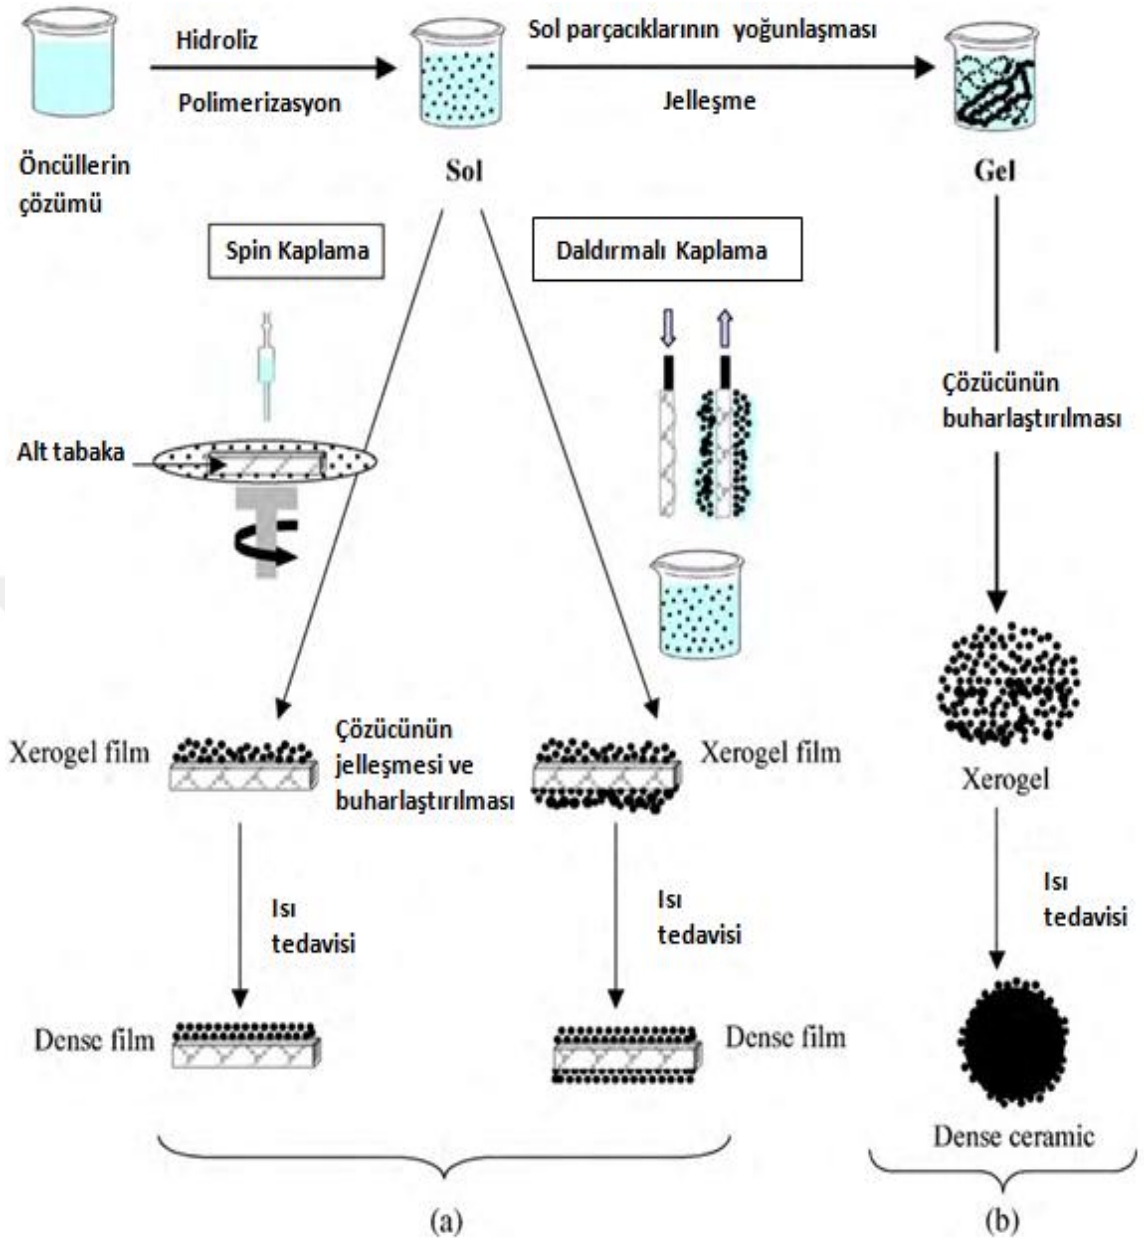 Hidroliz
Polimerizasyon
Sol parçacıklarının yoğunlaşması
Jelleşme
Öncüllerin
çözümü
Sol
Gel
Spin Kaplama
Daldırmalı Kaplama
Çözücünün
buharlaştırılması
Alt tabaka
Xerogel film
Çözücünün
jelleşmesi ve
buharlaştırılması
Xerogel film
Xerogel
Isı
tedavisi
Isı
tedavisi
Isı
tedavisi
Dense film
Dense film
Dense ceramic
(a)
(b)